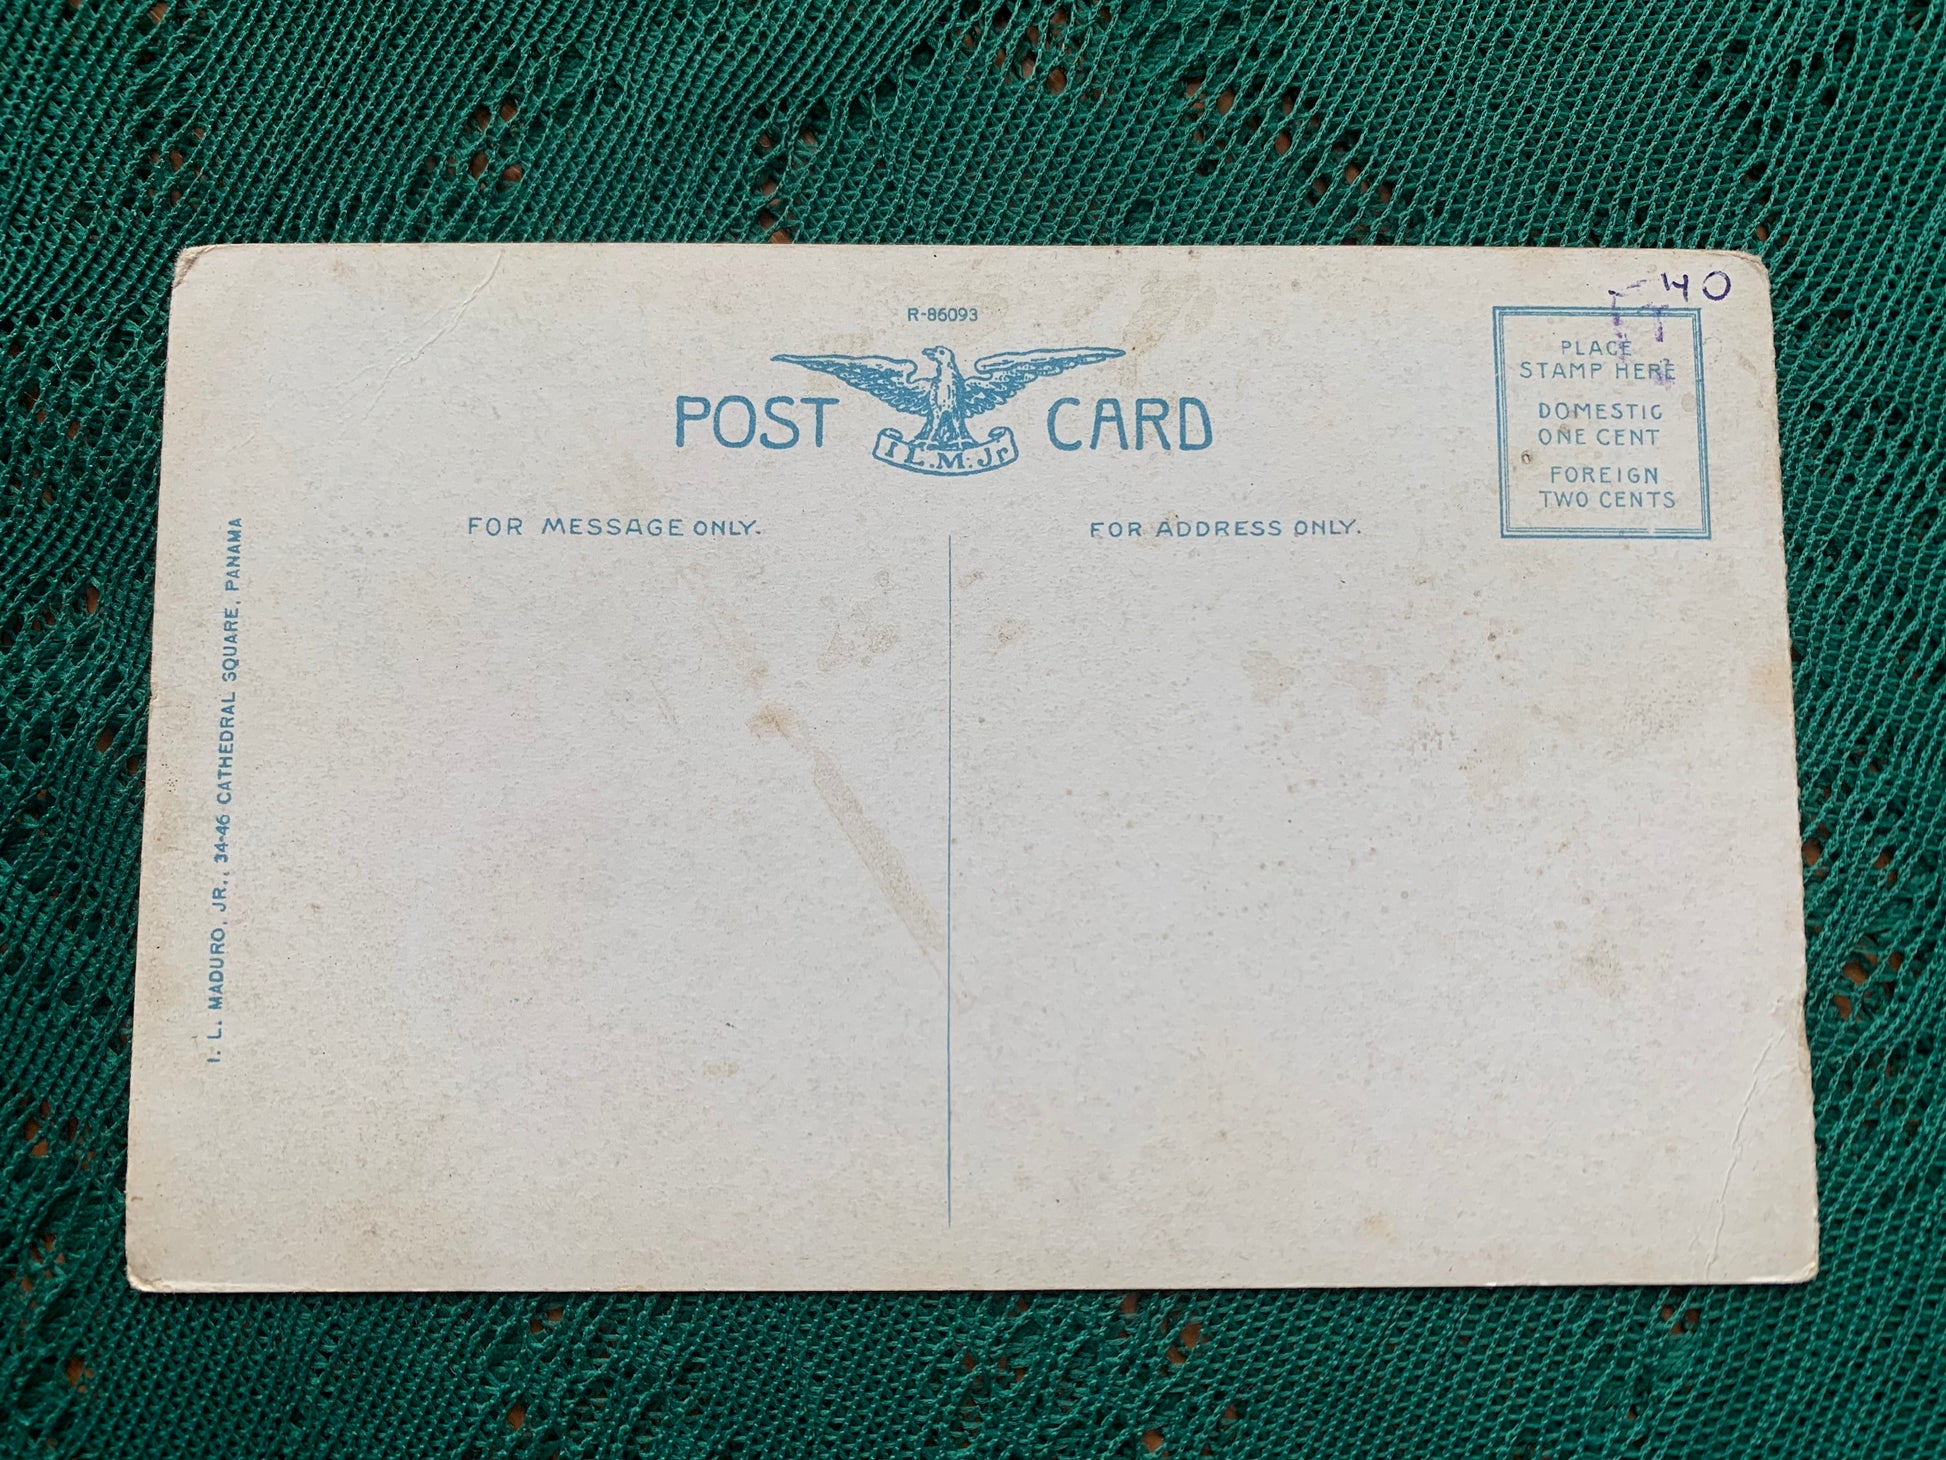 R-86093
POST CARD
I L. M. Jr
FOR MESSAGE ONLY.
FOR ADDRESS ONLY.
40
PLACE
STAMP HERE
DOMESTIC
ONE CENT
FOREIGN
TWO CENTS
I. L. MADURO, JR., 34-46 CATHEDRAL SQUARE, PANAMA